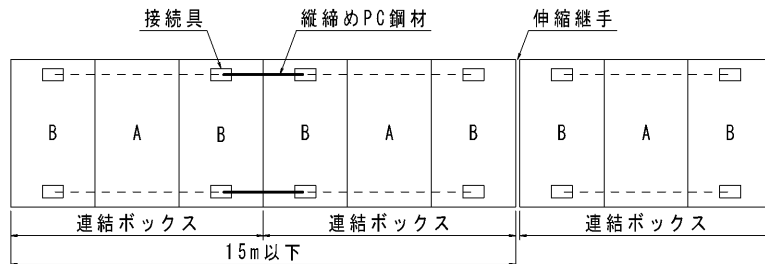 接続具 縦締めPC鋼材 伸縮継手
B A B B A B B A B
連結ボックス 連結ボックス 連結ボックス
15m以下